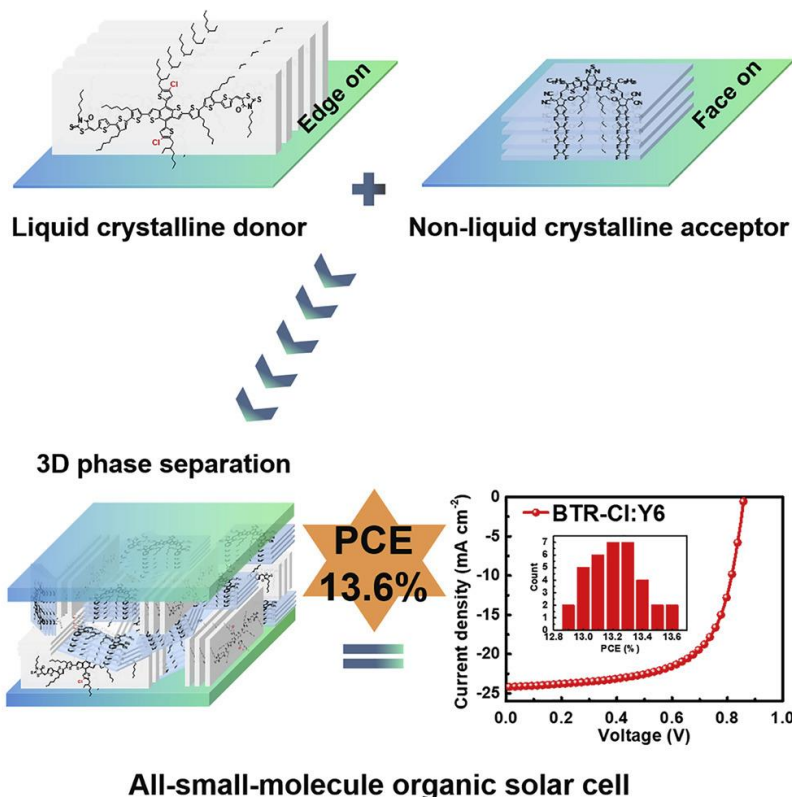 Edge on
Face on
Cl
Cl
Liquid crystalline donor
Non-liquid crystalline acceptor
3D phase separation
PCE
13.6%
BTR-Cl:Y6
Current density (mA cm-2)
0
-5
-10
-15
-20
-25
0.0 0.2 0.4 0.6 0.8 1.0
Voltage (V)
Count
7
6
5
4
3
2
1
0
12.8 13.0 13.2 13.4 13.6
PCE (%)
All-small-molecule organic solar cell